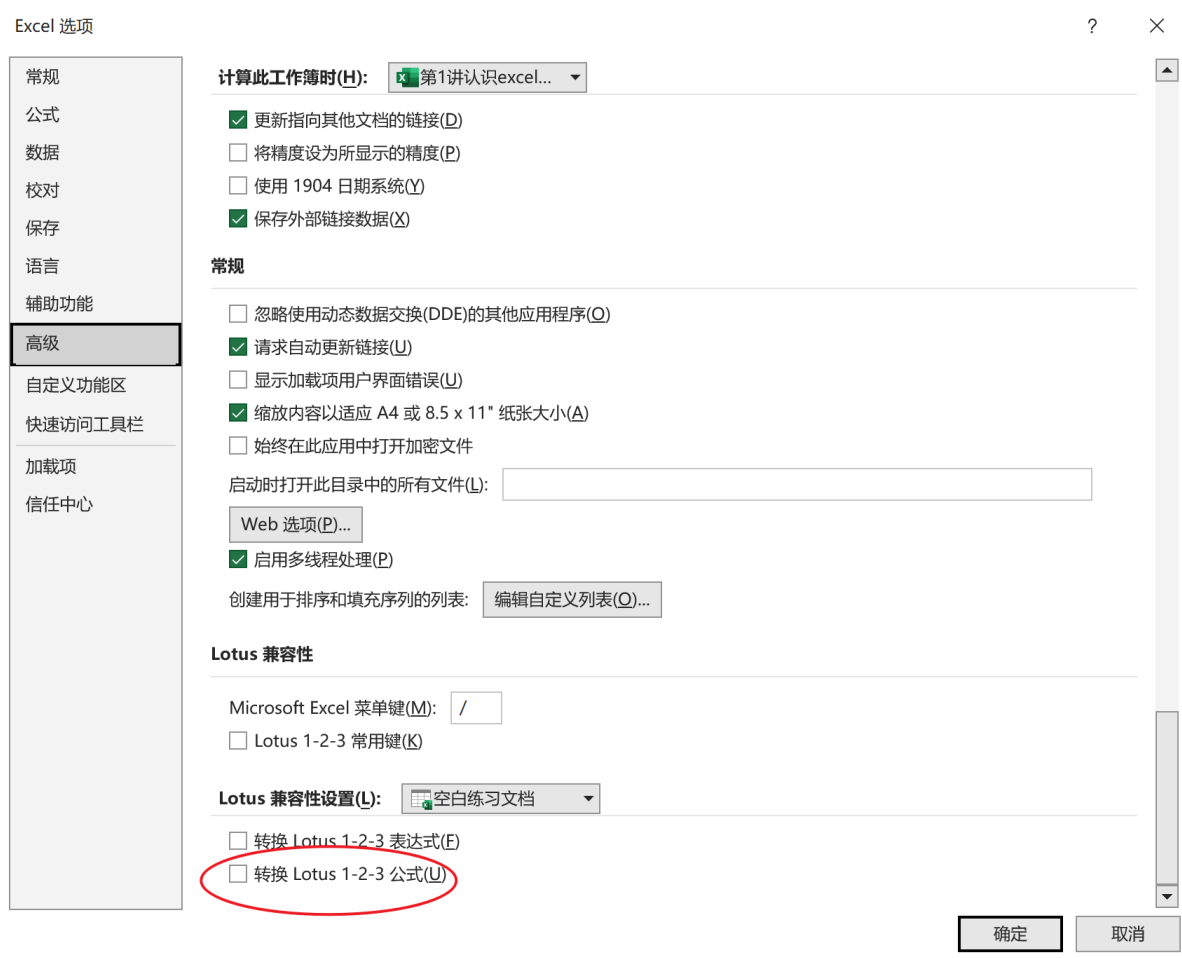 Excel 选项
?
常规
公式
数据
校对
保存
语言
辅助功能
高级
自定义功能区
快速访问工具栏
加载项
信任中心
计算此工作簿时(H): 第1讲认识excel...
更新指向其他文档的链接(D)
将精度设为所显示的精度(P)
使用 1904 日期系统(Y)
保存外部链接数据(X)
常规
忽略使用动态数据交换(DDE)的其他应用程序(O)
请求自动更新链接(U)
显示加载项用户界面错误(U)
缩放内容以适应 A4 或 8.5 x 11" 纸张大小(A)
始终在此应用中打开加密文件
启动时打开此目录中的所有文件(L):
Web 选项(P)...
启用多线程处理(P)
创建用于排序和填充序列的列表: 编辑自定义列表(O)...
Lotus 兼容性
Microsoft Excel 菜单键(M): /
Lotus 1-2-3 常用键(K)
Lotus 兼容性设置(L): 空白练习文档
转换 Lotus 1-2-3 表达式(F)
转换 Lotus 1-2-3 公式(U)
确定 取消